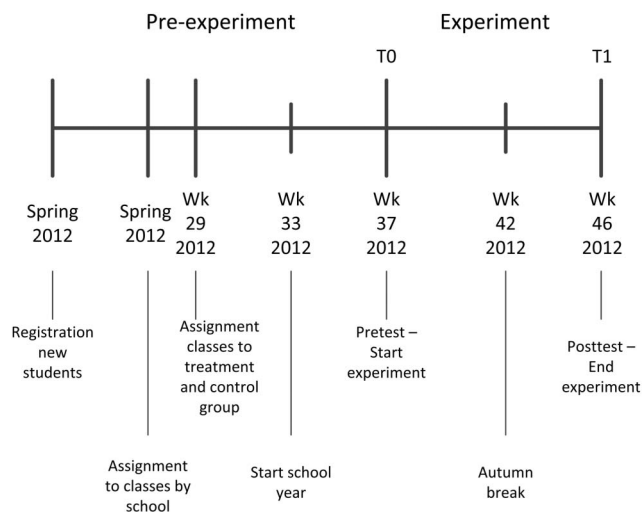 Pre-experiment
Experiment
T0
T1
Spring
2012
Spring
2012
Wk
29
2012
Wk
33
2012
Wk
37
2012
Wk
42
2012
Wk
46
2012
Registration
new
students
Assignment
classes to
treatment
and control
group
Pretest –
Start
experiment
Posttest –
End
experiment
Assignment
to classes by
school
Start school
year
Autumn
break